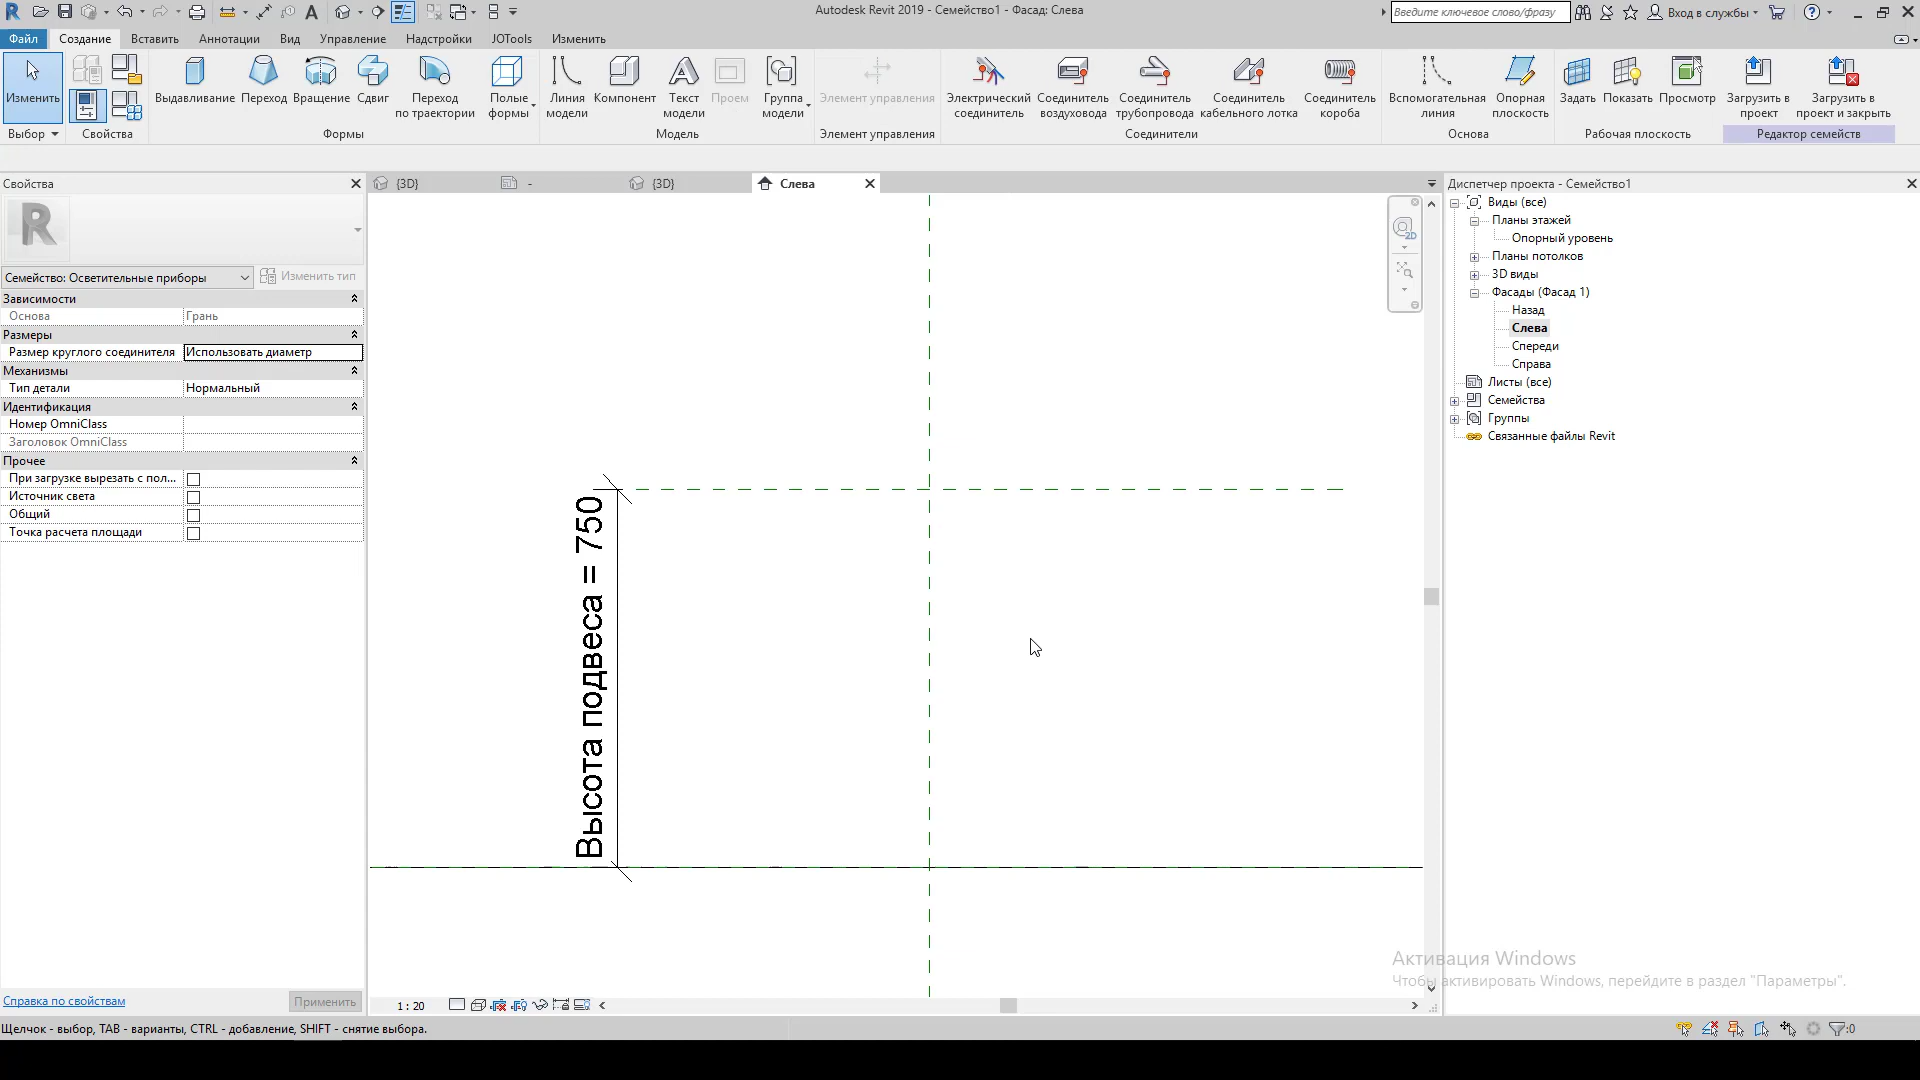 Autodesk Revit 2019 - Семейство1 - Фасад: Слева
Введите ключевое слово/фразу
Вход в службы
Файл Создание Вставить Аннотации Вид Управление Надстройки JOTools Изменить
Изменить
Выбор
Свойства
Выдавливание
Переход
Вращение
Сдвиг
Переход
по траектории
Полые
формы
Формы
Линия
модели
Компонент
Текст
модели
Проем
Группа
модели
Модель
Элемент управления
Элемент управления
Электрический
соединитель
Соединитель
воздуховода
Соединитель
трубопровода
Соединитель
кабельного лотка
Соединитель
короба
Соединители
Вспомогательная
линия
Опорная
плоскость
Основа
Задать
Показать
Просмотр
Рабочая плоскость
Загрузить в
проект
Загрузить в
проект и закрыть
Редактор семейств
Свойства
{3D}
-
{3D}
Слева
Диспетчер проекта - Семейство1
Семейство: Осветительные приборы
Изменить тип
Зависимости
Основа Грань
Размеры
Размер круглого соединителя Использовать диаметр
Механизмы
Тип детали Нормальный
Идентификация
Номер OmniClass
Заголовок OmniClass
Прочее
При загрузке вырезать с пол...
Источник света
Общий
Точка расчета площади
Справка по свойствам
Применить
2D
Высота подвеса = 750
1 : 20
Виды (все)
Планы этажей
Опорный уровень
Планы потолков
3D виды
Фасады (Фасад 1)
Назад
Слева
Спереди
Справа
Листы (все)
Семейства
Группы
Связанные файлы Revit
Активация Windows
Чтобы активировать Windows, перейдите в раздел "Параметры".
Щелчок - выбор, TAB - варианты, CTRL - добавление, SHIFT - снятие выбора.
:0